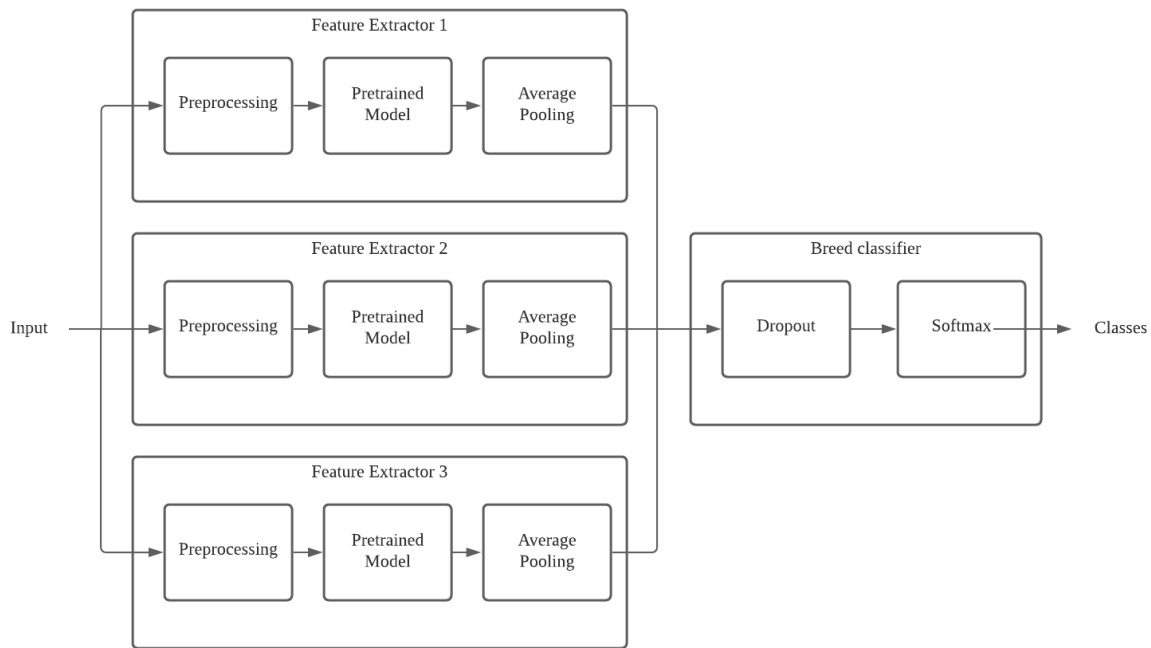 Feature Extractor 1
Preprocessing
Pretrained
Model
Average
Pooling
Feature Extractor 2
Breed classifier
Input
Preprocessing
Pretrained
Model
Average
Pooling
Dropout
Softmax
Classes
Feature Extractor 3
Preprocessing
Pretrained
Model
Average
Pooling